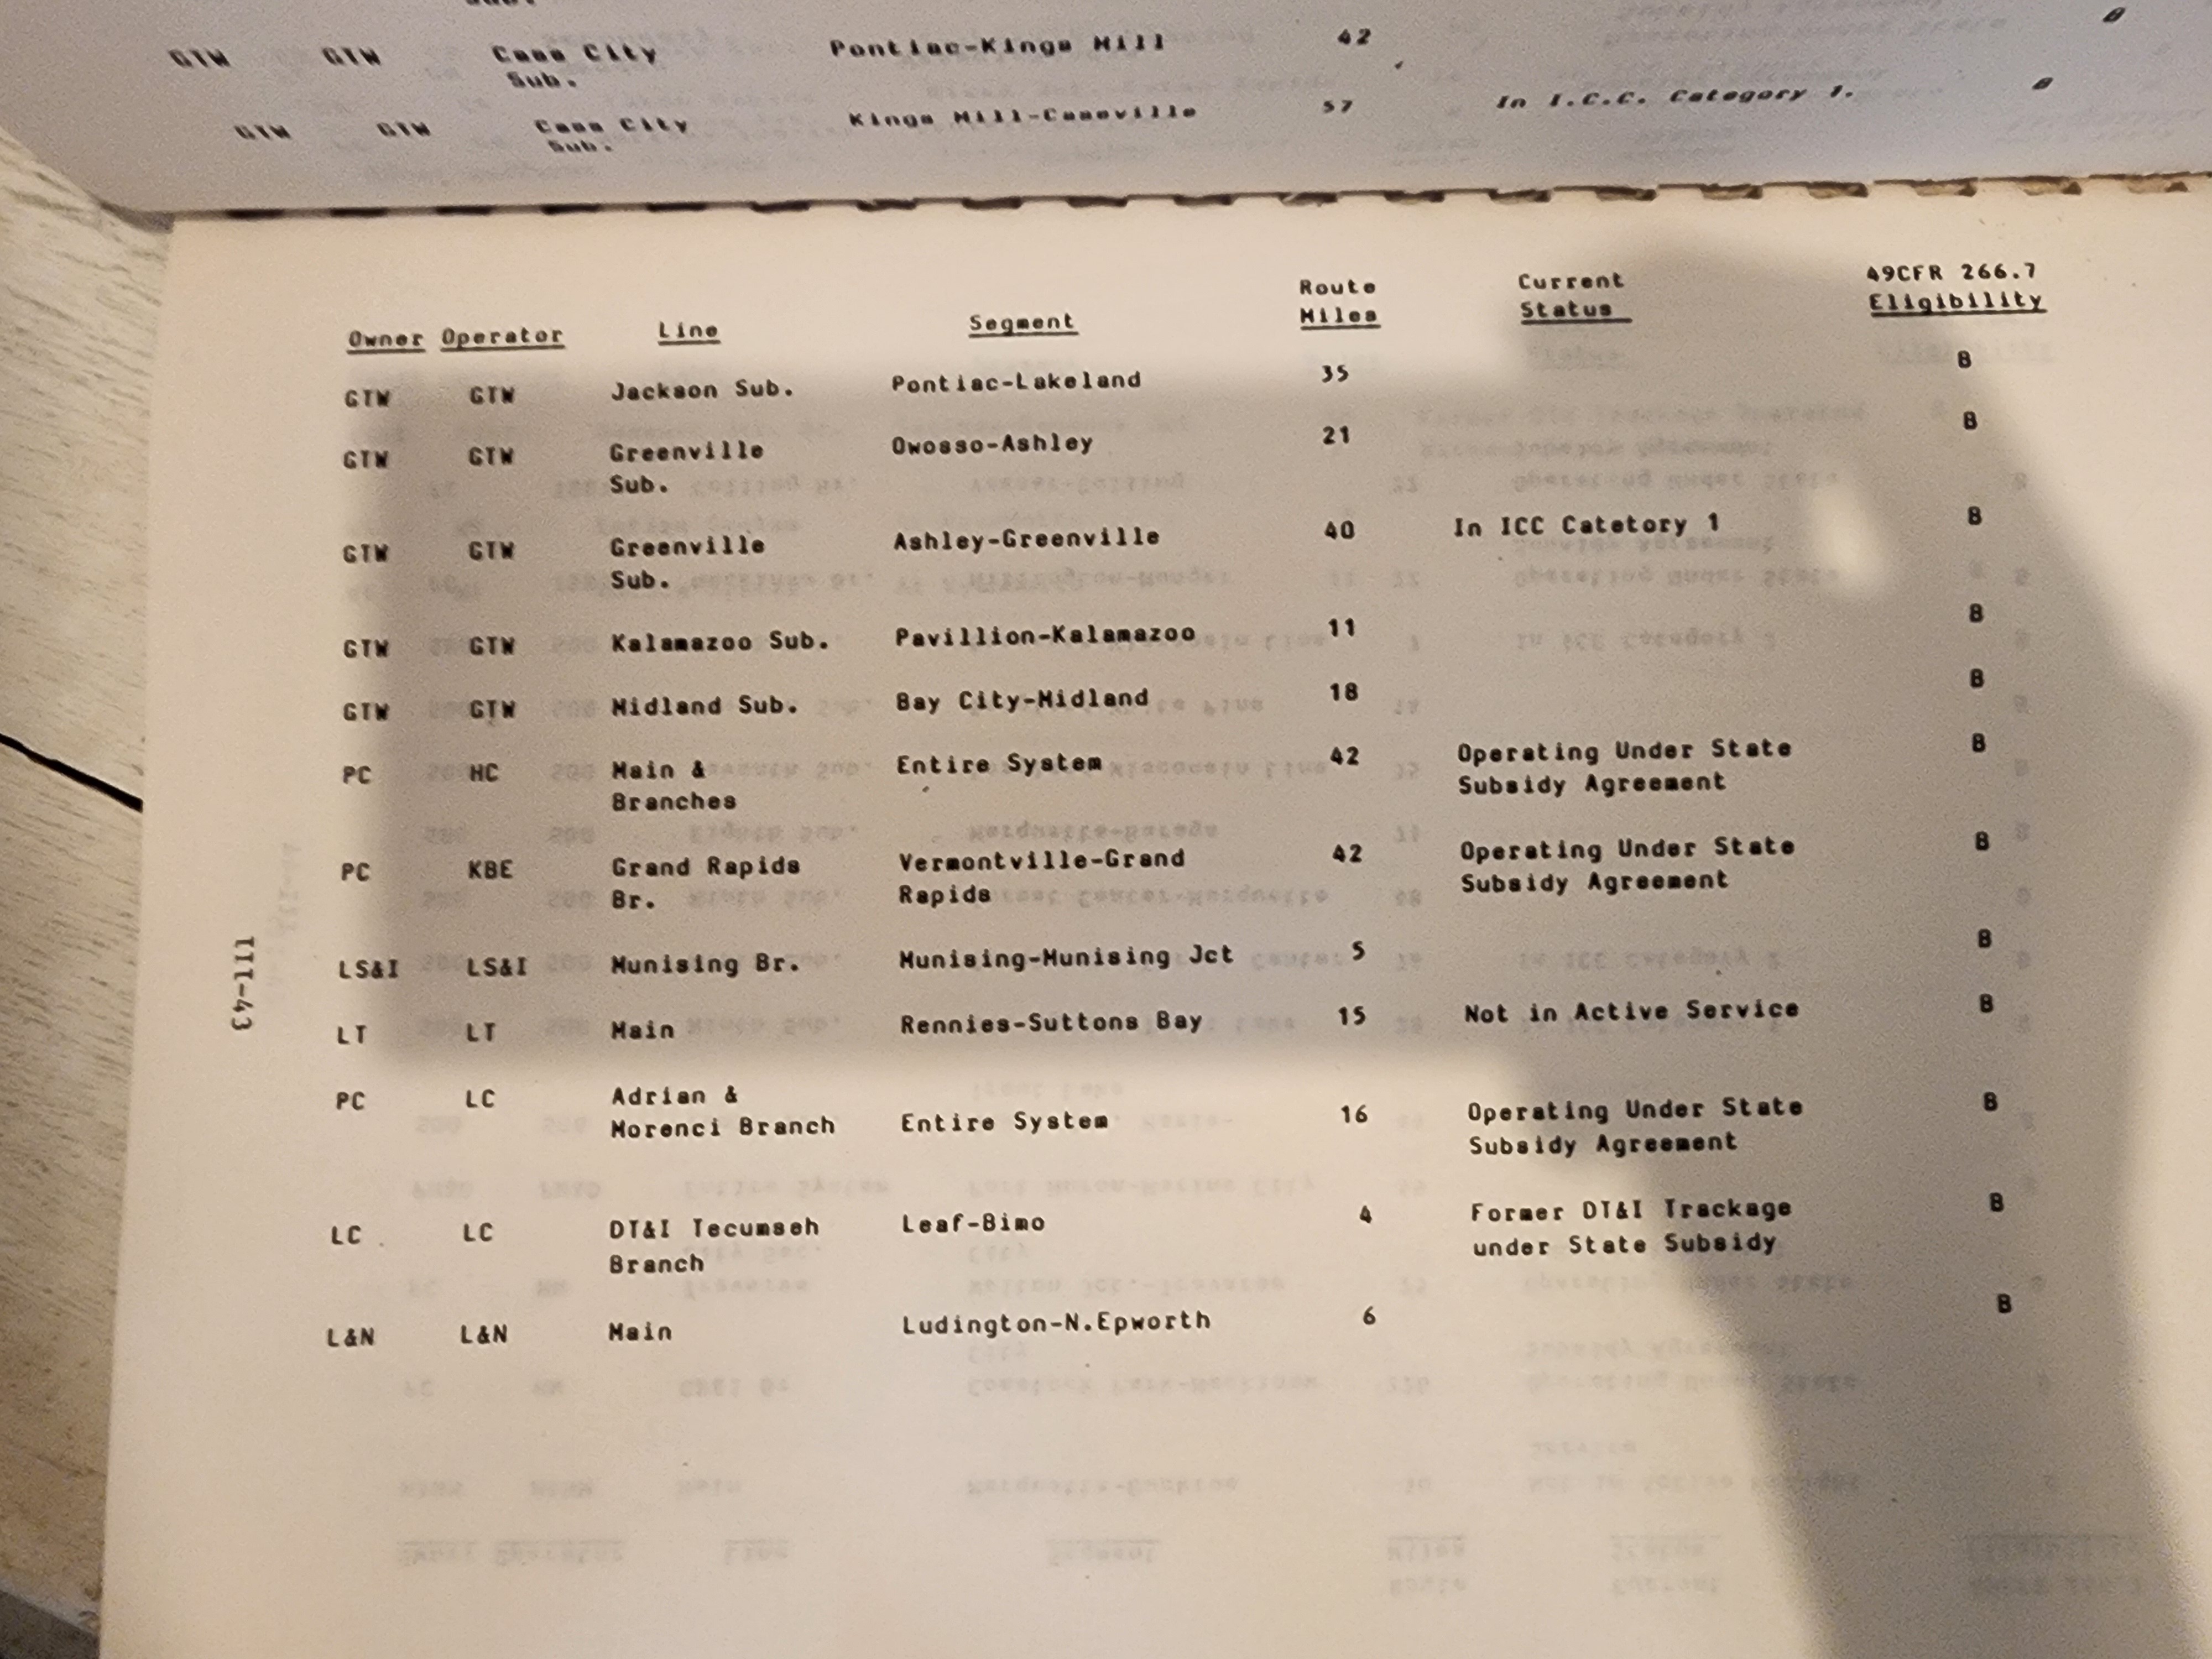 GTW GTW Cass City Pontiac-Kings Mill 42 B
Sub.
GTW GTW Cass City Kings Mill-Caseville 57 In I.C.C. Category 1. B
Sub.
Route Current 49CFR 266.7
Owner Operator Line Segment Miles Status Eligibility
GTW GTW Jackson Sub. Pontiac-Lakeland 35 B
GTW GTW Greenville Owosso-Ashley 21 B
Sub.
GTW GTW Greenville Ashley-Greenville 40 In ICC Catetory 1 B
Sub.
GTW GTW Kalamazoo Sub. Pavillion-Kalamazoo 11 B
GTW GTW Midland Sub. Bay City-Midland 18 B
PC HC Main & Entire System 42 Operating Under State B
Branches Subsidy Agreement
PC KBE Grand Rapids Vermontville-Grand 42 Operating Under State B
Br. Rapids Subsidy Agreement
LS&I LS&I Munising Br. Munising-Munising Jct 5 B
LT LT Main Rennies-Suttons Bay 15 Not in Active Service B
PC LC Adrian & Operating Under State B
Morenci Branch Entire System 16 Subsidy Agreement
LC LC DT&I Tecumseh Leaf-Bimo 4 Former DT&I Trackage B
Branch under State Subsidy
L&N L&N Main Ludington-N.Epworth 6 B
III-43